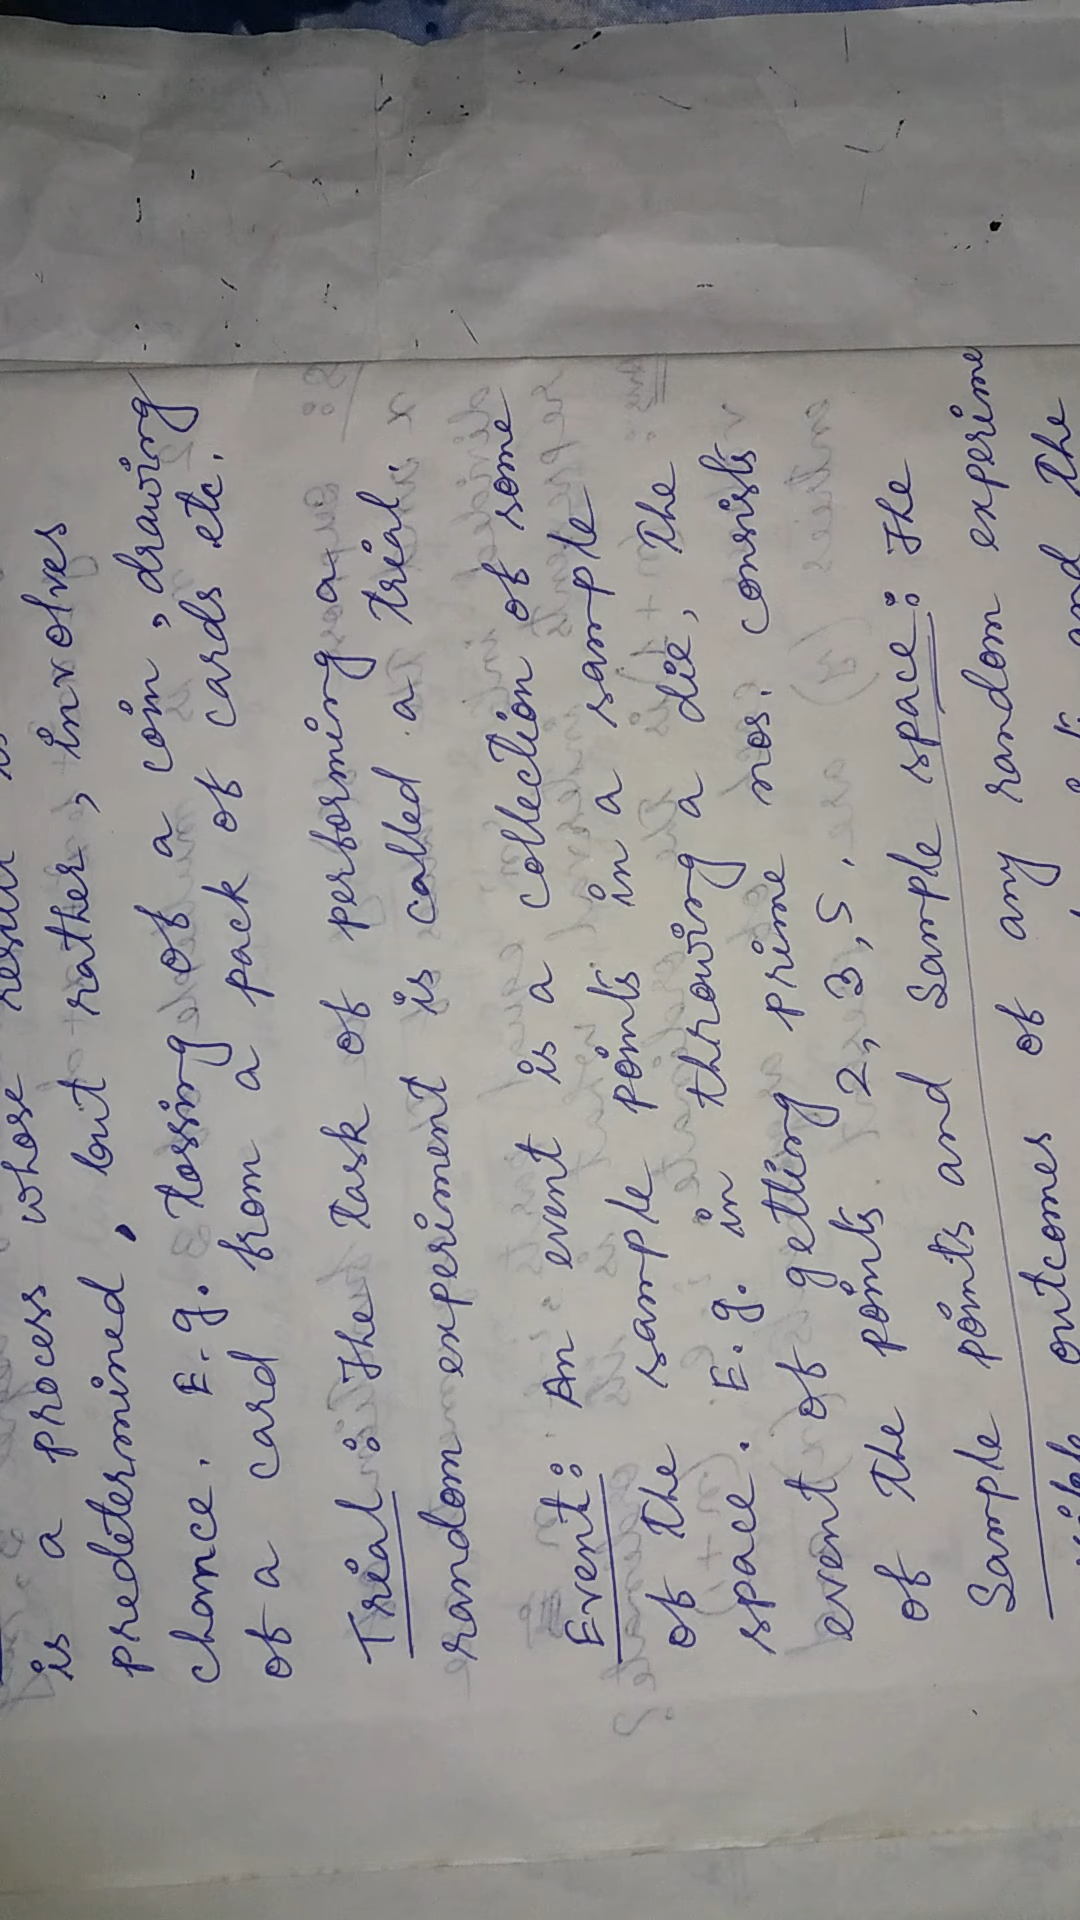 is a process whose result is
predetermined, but rather, involves
chance. E.g. tossing of a coin, drawing
of a card from a pack of cards etc.
Trial: The task of performing a
random experiment is called a trial.
Event: An event is a collection of some
of the sample points in a sample
space. E.g. in throwing a die, the
event of getting prime nos. consists
of the points 2, 3, 5.
Sample points and Sample space: The
outcomes of any random experime
and the